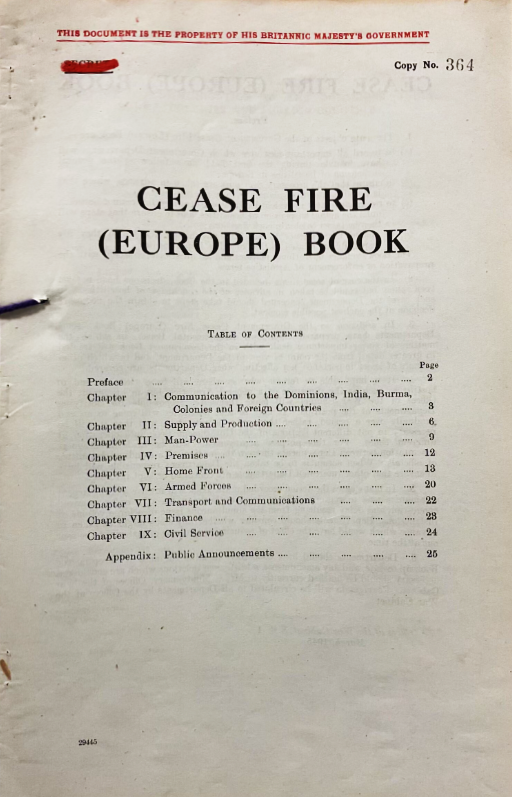 THIS DOCUMENT IS THE PROPERTY OF HIS BRITANNIC MAJESTY'S GOVERNMENT
SECRET
Copy No. 364
CEASE FIRE
(EUROPE) BOOK
TABLE OF CONTENTS
Page
Preface .... .... .... .... .... .... .... .... .... 2
Chapter I: Communication to the Dominions, India, Burma,
Colonies and Foreign Countries .... .... .... 3
Chapter II: Supply and Production .... .... .... .... .... 6
Chapter III: Man-Power .... .... .... .... .... .... 9
Chapter IV: Premises .... .... .... .... .... .... .... 12
Chapter V: Home Front .... .... .... .... .... .... 13
Chapter VI: Armed Forces .... .... .... .... .... .... 20
Chapter VII: Transport and Communications .... .... .... 22
Chapter VIII: Finance .... .... .... .... .... .... .... 23
Chapter IX: Civil Service .... .... .... .... .... .... 24
Appendix: Public Announcements .... .... .... .... .... 25
29445